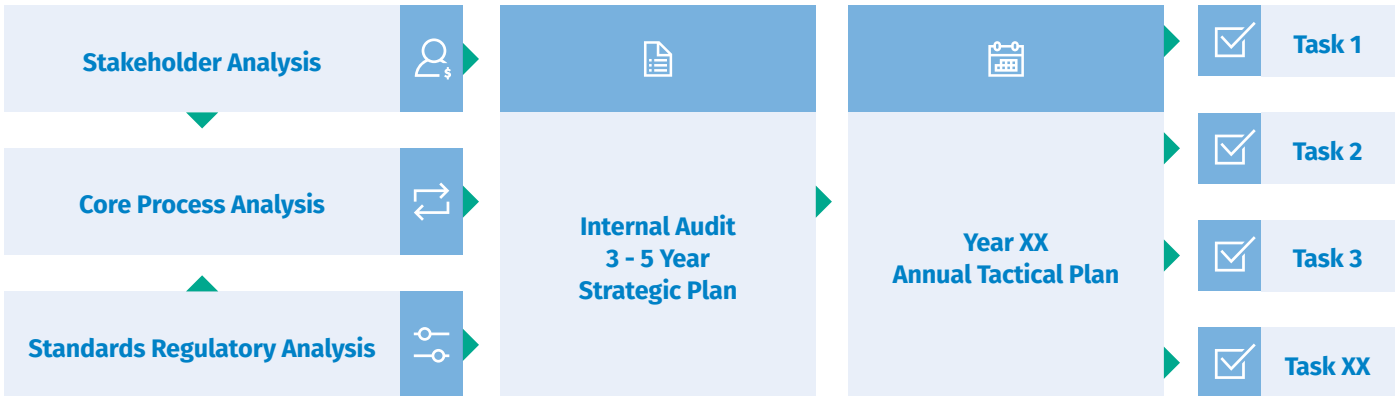 Stakeholder Analysis
Core Process Analysis
Standards Regulatory Analysis
Internal Audit
3 - 5 Year
Strategic Plan
Year XX
Annual Tactical Plan
Task 1
Task 2
Task 3
Task XX